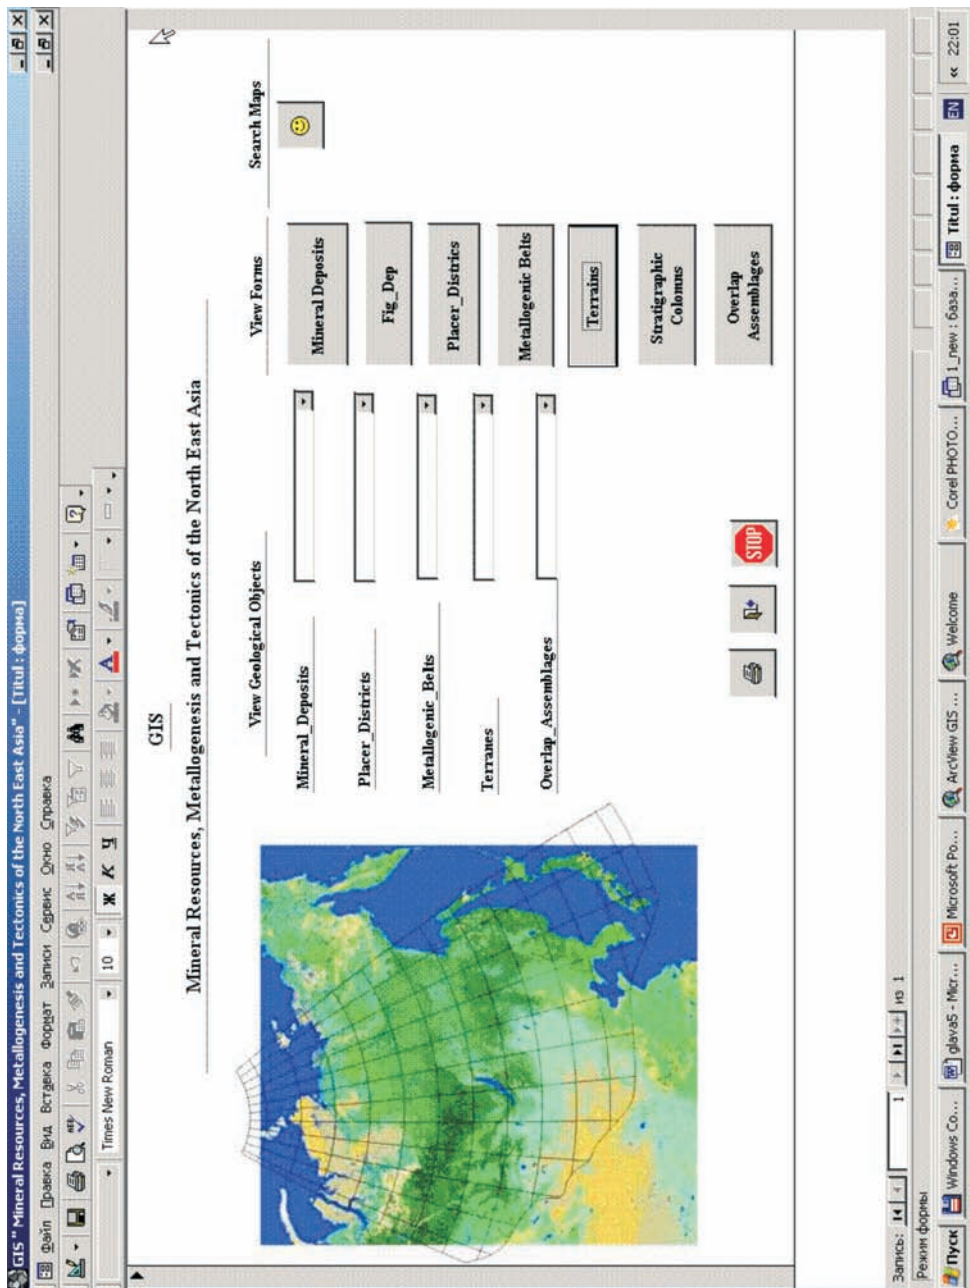 GIS " Mineral Resources, Metallogenesis and Tectonics of the North East Asia" - [Titul : форма]
Файл Правка Вид Вставка Формат Записи Сервис Окно Справка
Times New Roman 10 Ж К Ч
GIS
Mineral Resources, Metallogenesis and Tectonics of the North East Asia
View Geological Objects
View Forms
Search Maps
Mineral_Deposits
Placer_Districts
Metallogenic_Belts
Terranes
Overlap_Assemblages
Mineral Deposits
Fig_Dep
Placer_Districs
Metallogenic Belts
Terrains
Stratigraphic
Colomns
Overlap
Assemblages
STOP
Запись: 1 из 1
Режим формы
Пуск Windows Co... glava5 - Micr... Microsoft Po... ArcView GIS ... Welcome Corel PHOTO... 1_new : база... Titul : форма EN « 22:01